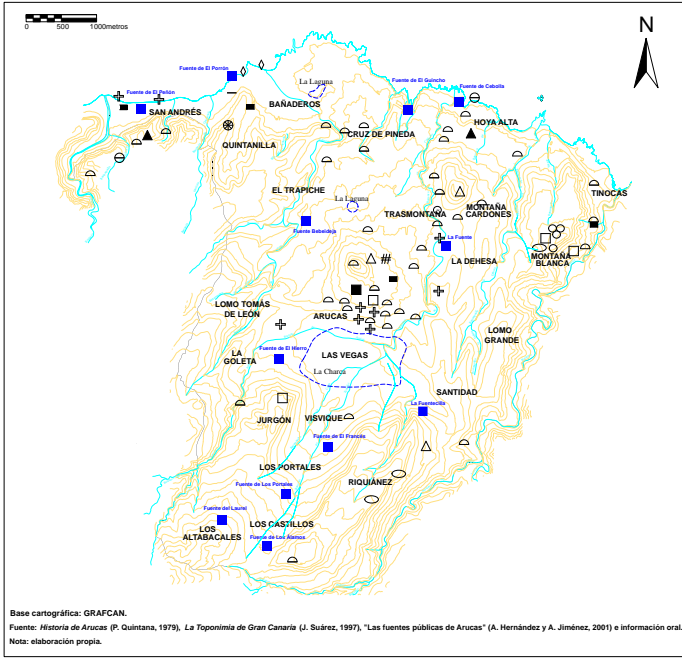 N
0 500 1000metros
Fuente de El Porrón
La Laguna
Fuente de El Peñón
BAÑADEROS
Fuente de El Guincho
Fuente de Cebolla
SAN ANDRÉS
HOYA ALTA
CRUZ DE PINEDA
QUINTANILLA
EL TRAPICHE
TINOCAS
La Laguna
TRASMONTAÑA
MONTAÑA
CARDONES
Fuente Bebeideja
La Fuente
LA DEHESA
MONTAÑA
BLANCA
LOMO TOMÁS
DE LEÓN
ARUCAS
LOMO
GRANDE
LA
GOLETA
Fuente de El Hierro
LAS VEGAS
La Charca
SANTIDAD
La Fuentecilla
JURGÓN
VISVIQUE
Fuente de El Francés
LOS PORTALES
RIQUIÁNEZ
Fuente de Los Portales
Fuente del Laurel
LOS
ALTABACALES
LOS CASTILLOS
Fuente de Los Álamos
Base cartográfica: GRAFCAN.
Fuente: Historia de Arucas (P. Quintana, 1979), La Toponimia de Gran Canaria (J. Suárez, 1997), "Las fuentes públicas de Arucas" (A. Hernández y A. Jiménez, 2001) e información oral.
Nota: elaboración propia.